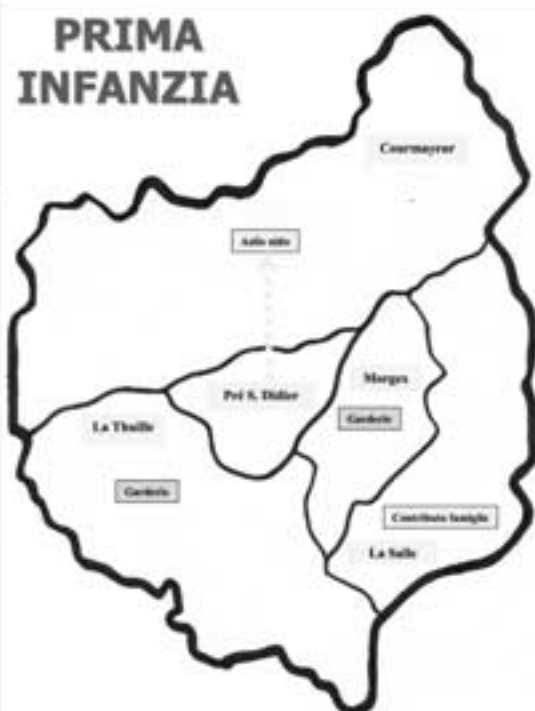 PRIMA
INFANZIA
Courmayeur
Asilo nido
Morgex
Pré S. Didier
Garderie
La Thuile
Garderie
Contributo famiglie
La Salle